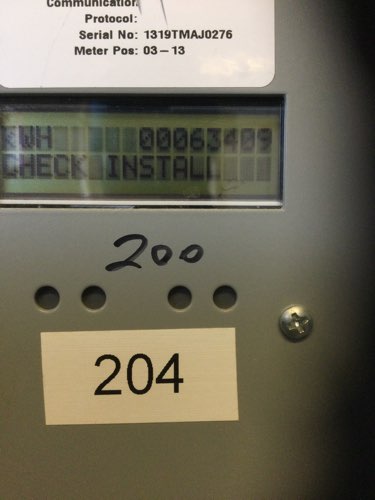 Communication
Protocol:
Serial No: 1319TMAJ0276
Meter Pos: 03-13
KWH 00063409
CHECK INSTALL
200
204